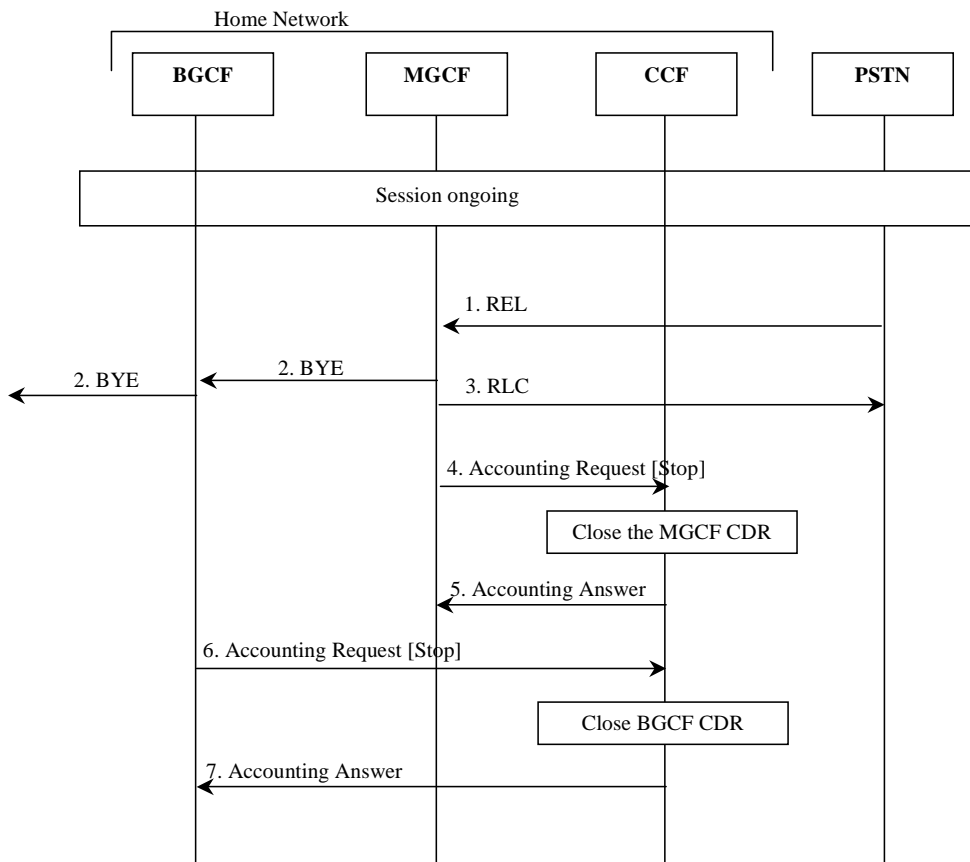 Home Network
BGCF
MGCF
CCF
PSTN
Session ongoing
1. REL
2. BYE
2. BYE
3. RLC
4. Accounting Request [Stop]
Close the MGCF CDR
5. Accounting Answer
6. Accounting Request [Stop]
Close BGCF CDR
7. Accounting Answer